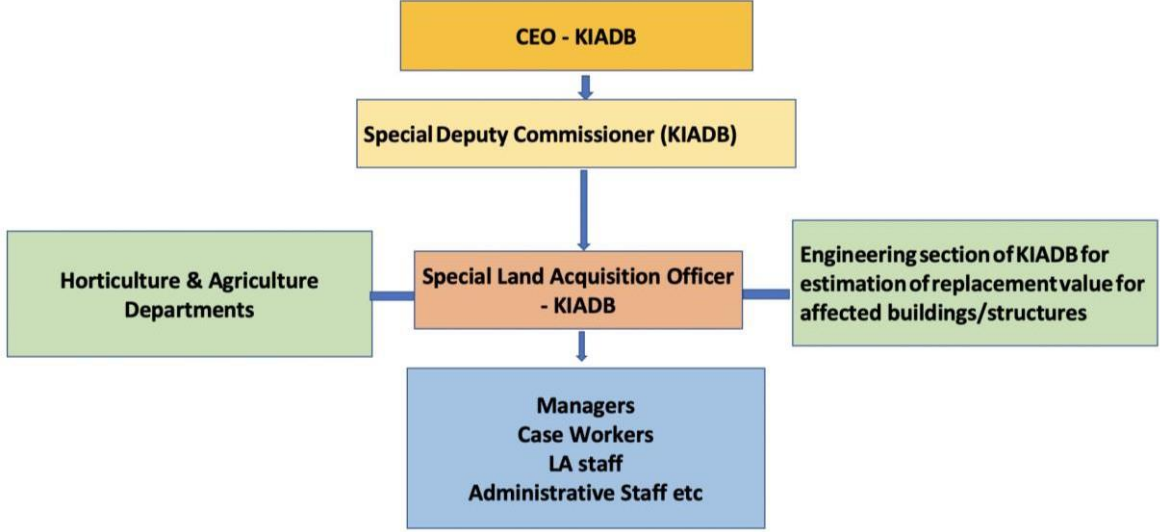 CEO - KIADB
Special Deputy Commissioner (KIADB)
Horticulture & Agriculture
Departments
Special Land Acquisition Officer
- KIADB
Engineering section of KIADB for
estimation of replacement value for
affected buildings/structures
Managers
Case Workers
LA staff
Administrative Staff etc